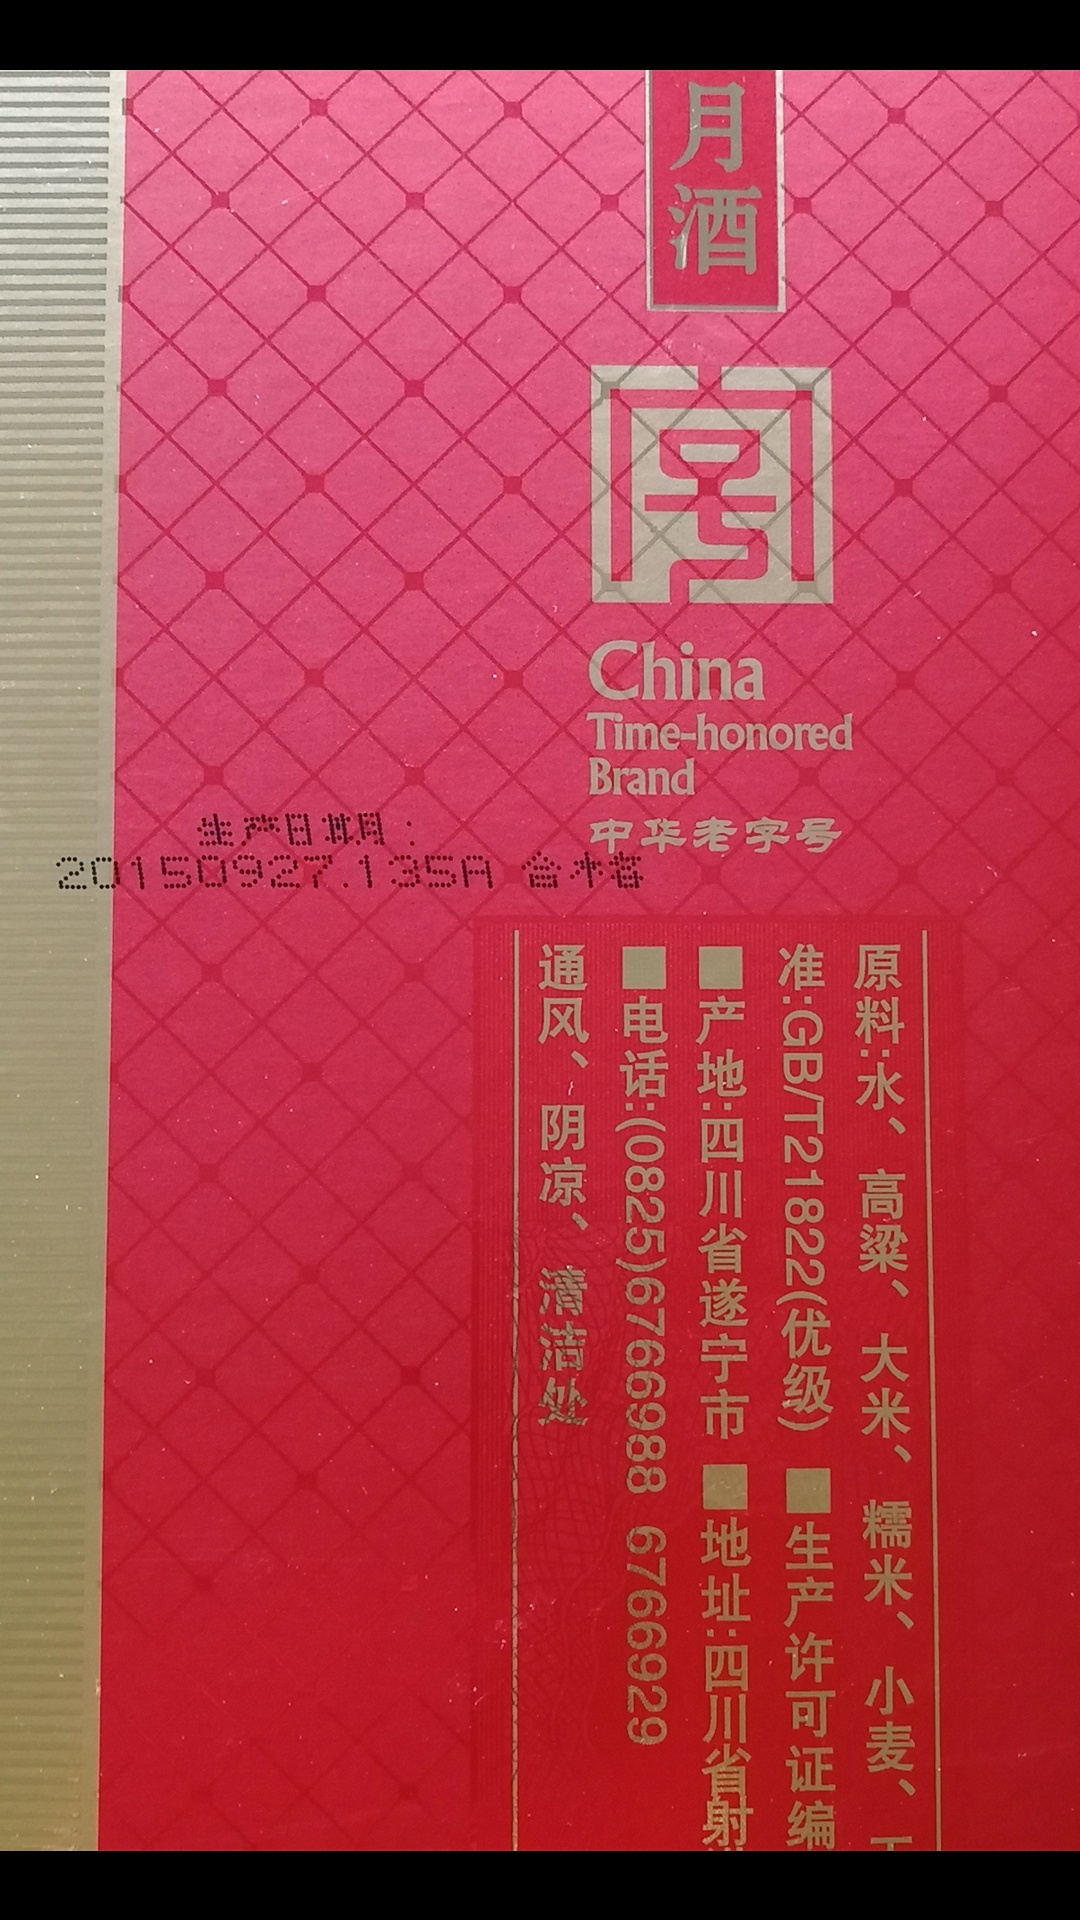 月酒
China
Time-honored
Brand
中华老字号
生产日期：
20150927.135A 合格
原料:水、高粱、大米、糯米、小麦、
准:GB/T21822(优级) ■生产许可证编
■产地:四川省遂宁市 ■地址:四川省射
■电话:(0825)6766988 6766929
通风、阴凉、清洁处